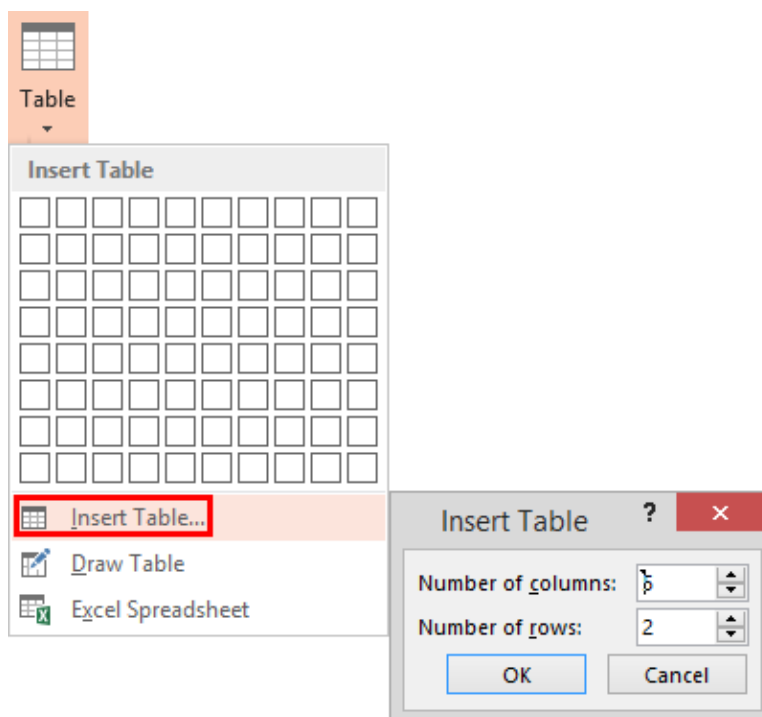 Table
Insert Table
Insert Table...
Draw Table
Excel Spreadsheet
Insert Table ?
Number of columns:
Number of rows: 2
OK Cancel